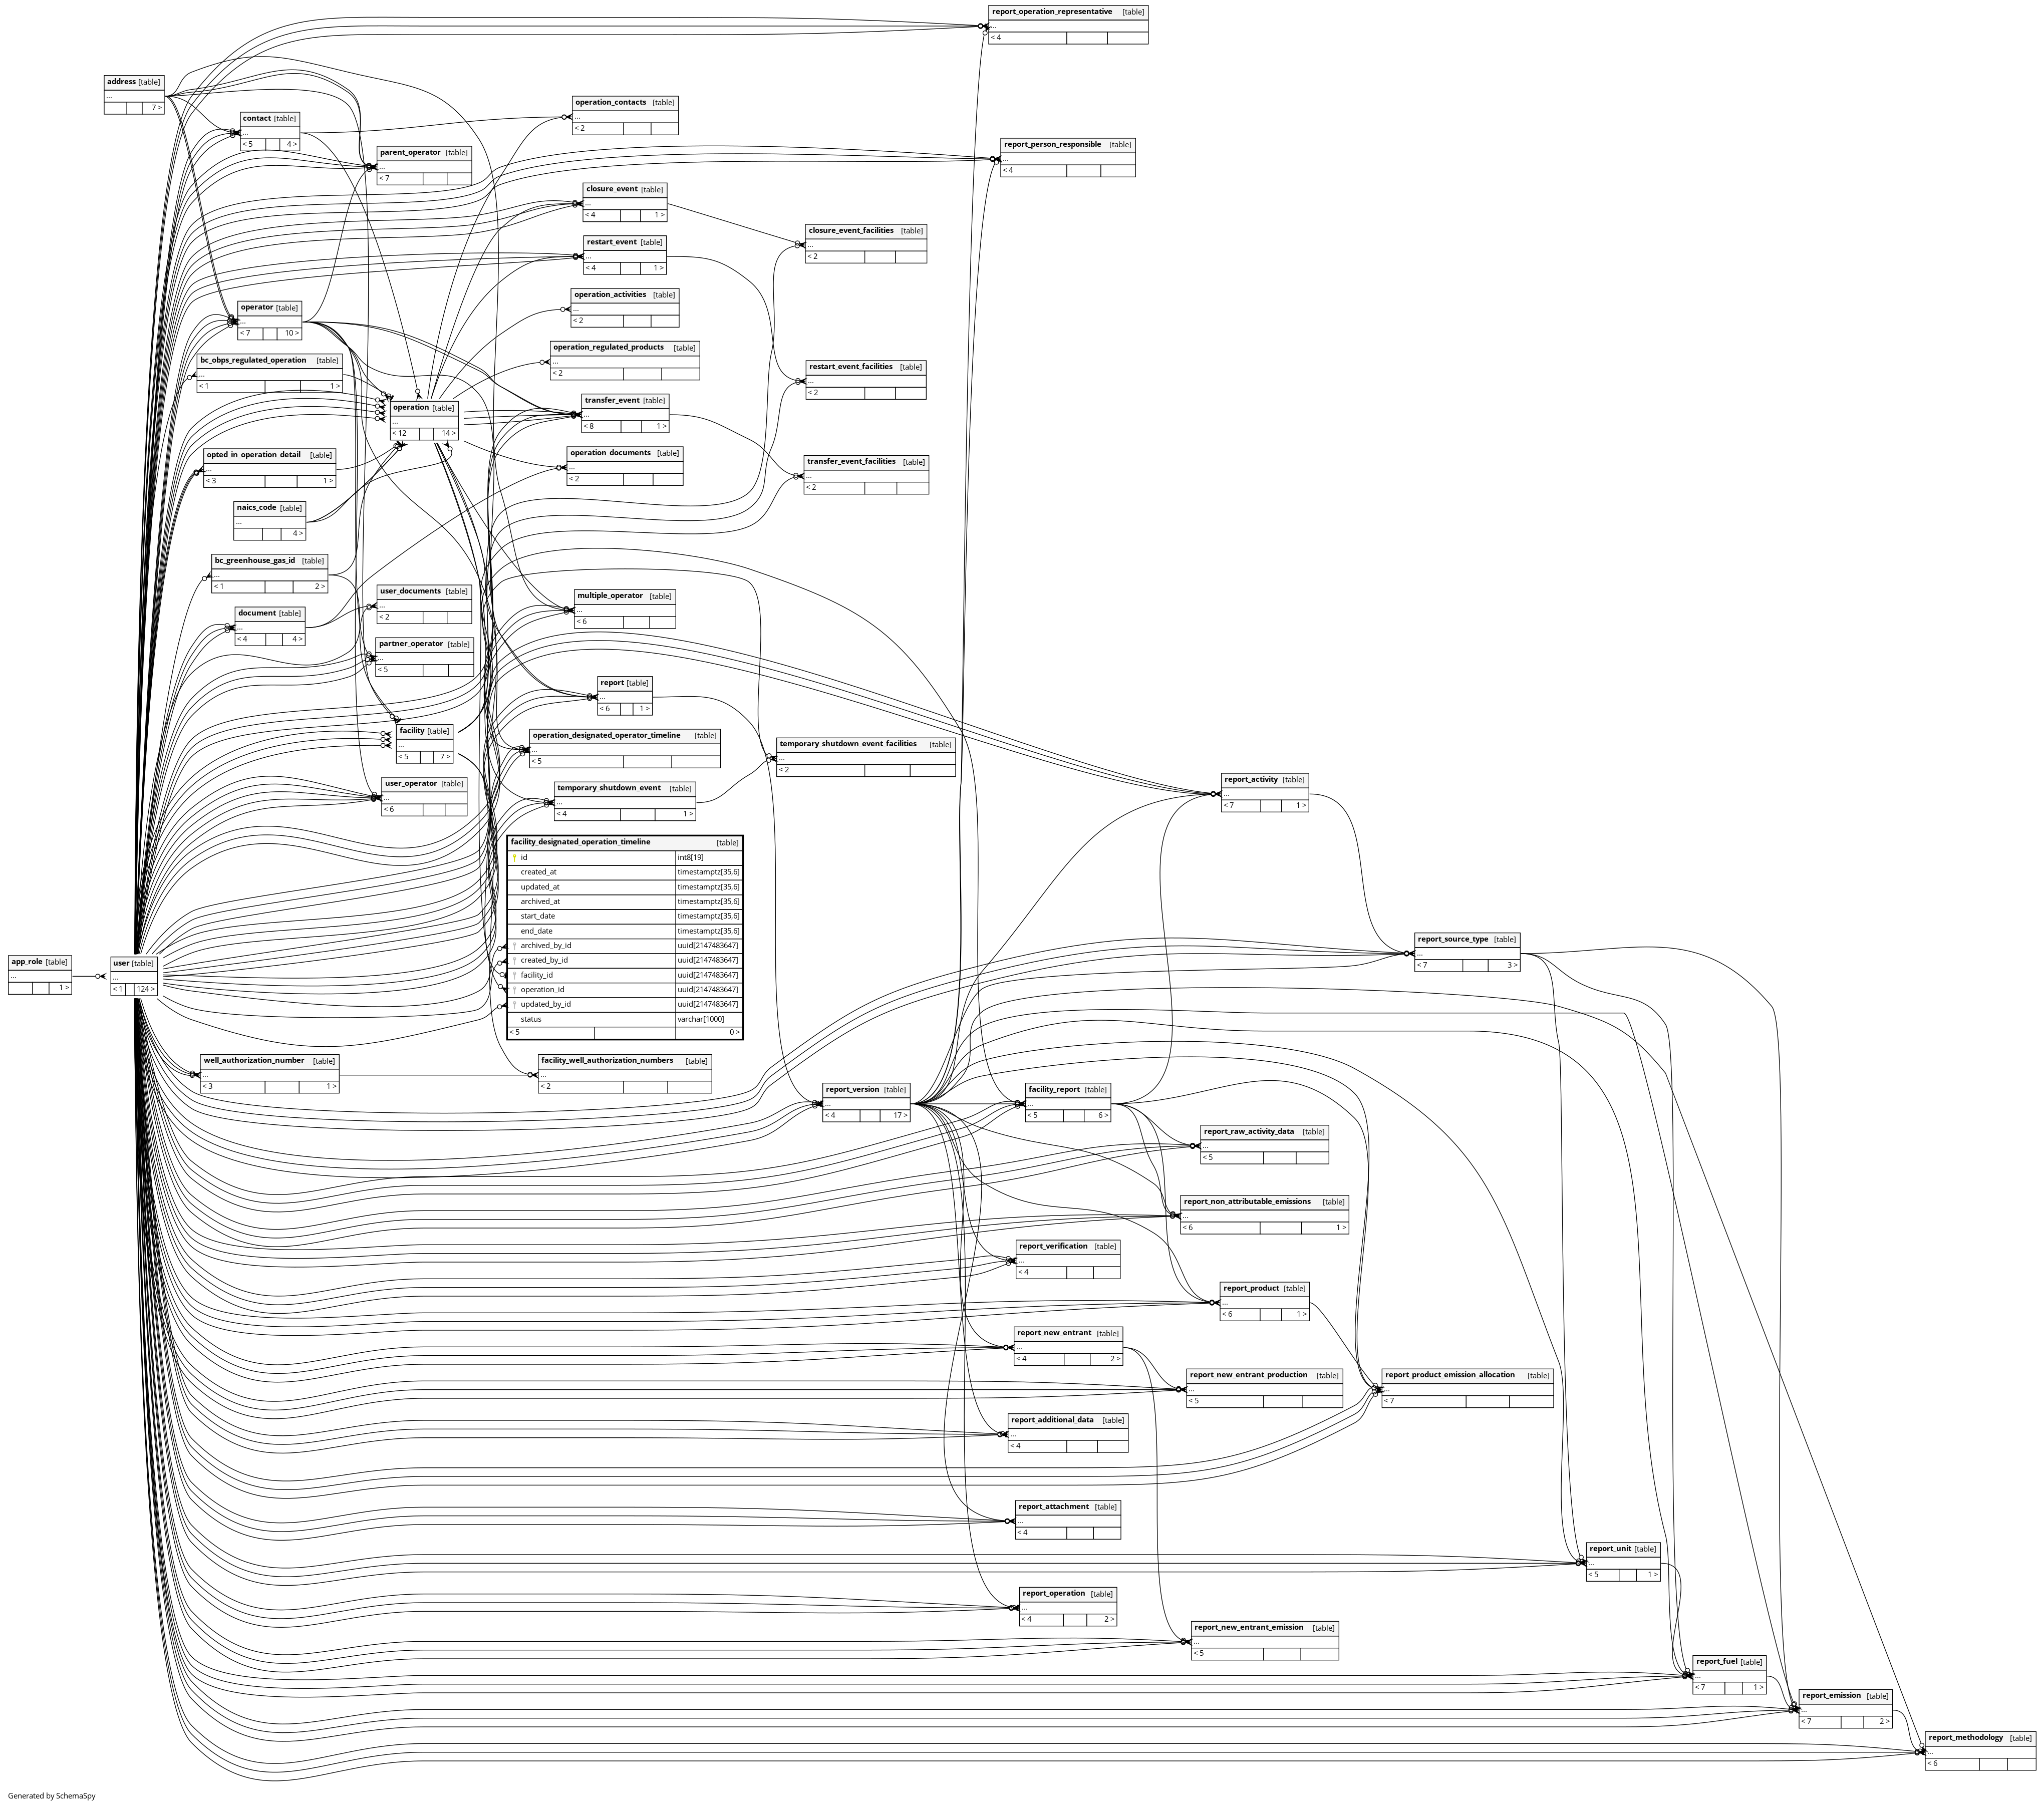 report_operation_representative [table]
...
< 4
address [table]
...
7 >
operation_contacts [table]
...
< 2
contact [table]
...
< 5 4 >
report_person_responsible [table]
...
< 4
parent_operator [table]
...
< 7
closure_event [table]
...
< 4 1 >
closure_event_facilities [table]
...
< 2
restart_event [table]
...
< 4 1 >
operation_activities [table]
...
< 2
operator [table]
...
< 7 10 >
operation_regulated_products [table]
...
< 2
bc_obps_regulated_operation [table]
...
< 1 1 >
restart_event_facilities [table]
...
< 2
transfer_event [table]
...
< 8 1 >
operation [table]
...
< 12 14 >
operation_documents [table]
...
< 2
opted_in_operation_detail [table]
...
< 3 1 >
transfer_event_facilities [table]
...
< 2
naics_code [table]
...
4 >
bc_greenhouse_gas_id [table]
...
< 1 2 >
user_documents [table]
...
< 2
multiple_operator [table]
...
< 6
document [table]
...
< 4 4 >
partner_operator [table]
...
< 5
report [table]
...
< 6 1 >
facility [table]
...
< 5 7 >
operation_designated_operator_timeline [table]
...
< 5
temporary_shutdown_event_facilities [table]
...
< 2
report_activity [table]
...
< 7 1 >
user_operator [table]
...
< 6
temporary_shutdown_event [table]
...
< 4 1 >
facility_designated_operation_timeline [table]
id int8[19]
created_at timestamptz[35,6]
updated_at timestamptz[35,6]
archived_at timestamptz[35,6]
start_date timestamptz[35,6]
end_date timestamptz[35,6]
archived_by_id uuid[2147483647]
created_by_id uuid[2147483647]
facility_id uuid[2147483647]
operation_id uuid[2147483647]
updated_by_id uuid[2147483647]
status varchar[1000]
< 5 0 >
report_source_type [table]
...
< 7 3 >
app_role [table]
...
1 >
user [table]
...
< 1 124 >
well_authorization_number [table]
...
< 3 1 >
facility_well_authorization_numbers [table]
...
< 2
report_version [table]
...
< 4 17 >
facility_report [table]
...
< 5 6 >
report_raw_activity_data [table]
...
< 5
report_non_attributable_emissions [table]
...
< 6 1 >
report_verification [table]
...
< 4
report_product [table]
...
< 6 1 >
report_new_entrant [table]
...
< 4 2 >
report_new_entrant_production [table]
...
< 5
report_product_emission_allocation [table]
...
< 7
report_additional_data [table]
...
< 4
report_attachment [table]
...
< 4
report_unit [table]
...
< 5 1 >
report_operation [table]
...
< 4 2 >
report_new_entrant_emission [table]
...
< 5
report_fuel [table]
...
< 7 1 >
report_emission [table]
...
< 7 2 >
report_methodology [table]
...
< 6
Generated by SchemaSpy